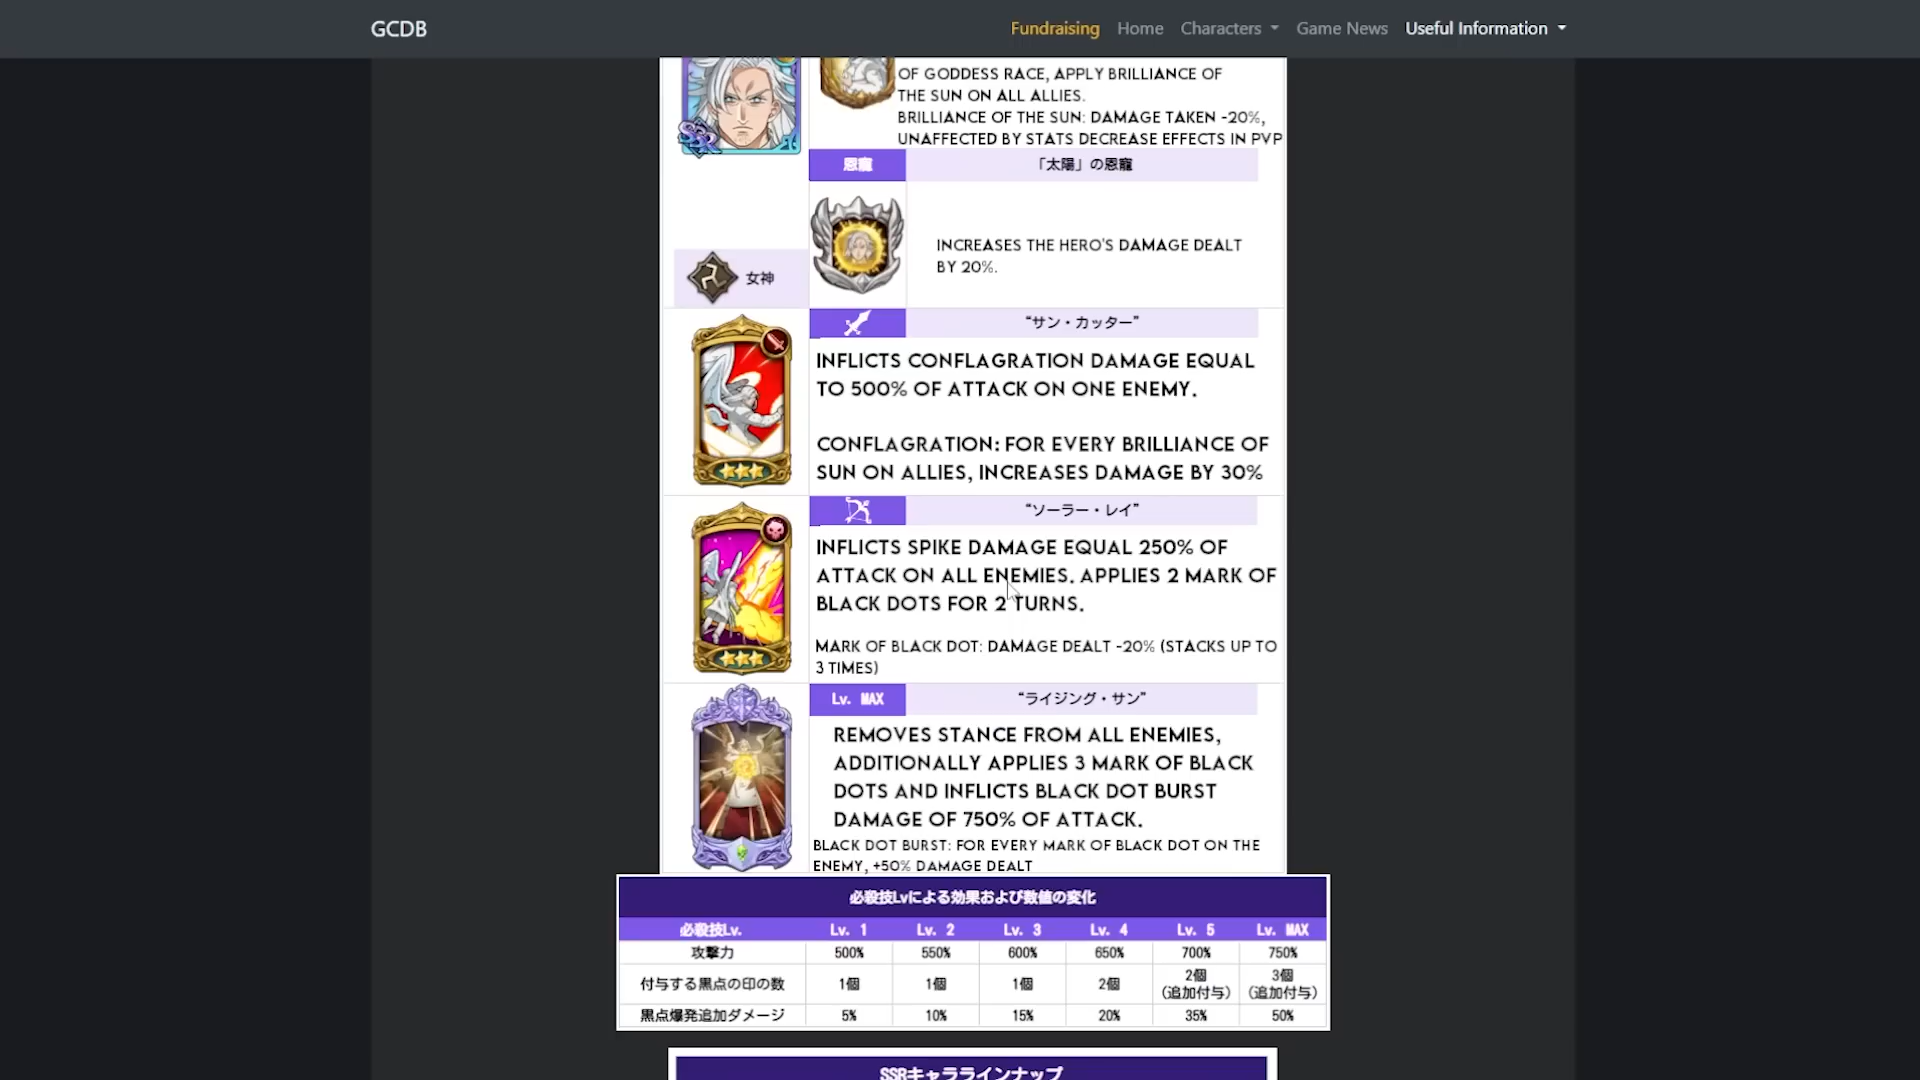 GCDB
Fundraising Home Characters Game News Useful Information
OF GODDESS RACE, APPLY BRILLIANCE OF
THE SUN ON ALL ALLIES.
BRILLIANCE OF THE SUN: DAMAGE TAKEN -20%,
UNAFFECTED BY STATS DECREASE EFFECTS IN PVP
SSR
恩寵 「太陽」の恩寵
INCREASES THE HERO'S DAMAGE DEALT
BY 20%.
女神
“サン・カッター”
INFLICTS CONFLAGRATION DAMAGE EQUAL
TO 500% OF ATTACK ON ONE ENEMY.
CONFLAGRATION: FOR EVERY BRILLIANCE OF
SUN ON ALLIES, INCREASES DAMAGE BY 30%
“ソーラー・レイ”
INFLICTS SPIKE DAMAGE EQUAL 250% OF
ATTACK ON ALL ENEMIES. APPLIES 2 MARK OF
BLACK DOTS FOR 2 TURNS.
MARK OF BLACK DOT: DAMAGE DEALT -20% (STACKS UP TO
3 TIMES)
Lv. MAX “ライジング・サン”
REMOVES STANCE FROM ALL ENEMIES,
ADDITIONALLY APPLIES 3 MARK OF BLACK
DOTS AND INFLICTS BLACK DOT BURST
DAMAGE OF 750% OF ATTACK.
BLACK DOT BURST: FOR EVERY MARK OF BLACK DOT ON THE
ENEMY, +50% DAMAGE DEALT
必殺技Lvによる効果および数値の変化
必殺技Lv. Lv. 1 Lv. 2 Lv. 3 Lv. 4 Lv. 5 Lv. MAX
攻撃力 500% 550% 600% 650% 700% 750%
付与する黒点の印の数 1個 1個 1個 2個 2個 (追加付与) 3個 (追加付与)
黒点爆発追加ダメージ 5% 10% 15% 20% 35% 50%
SSRキャララインナップ